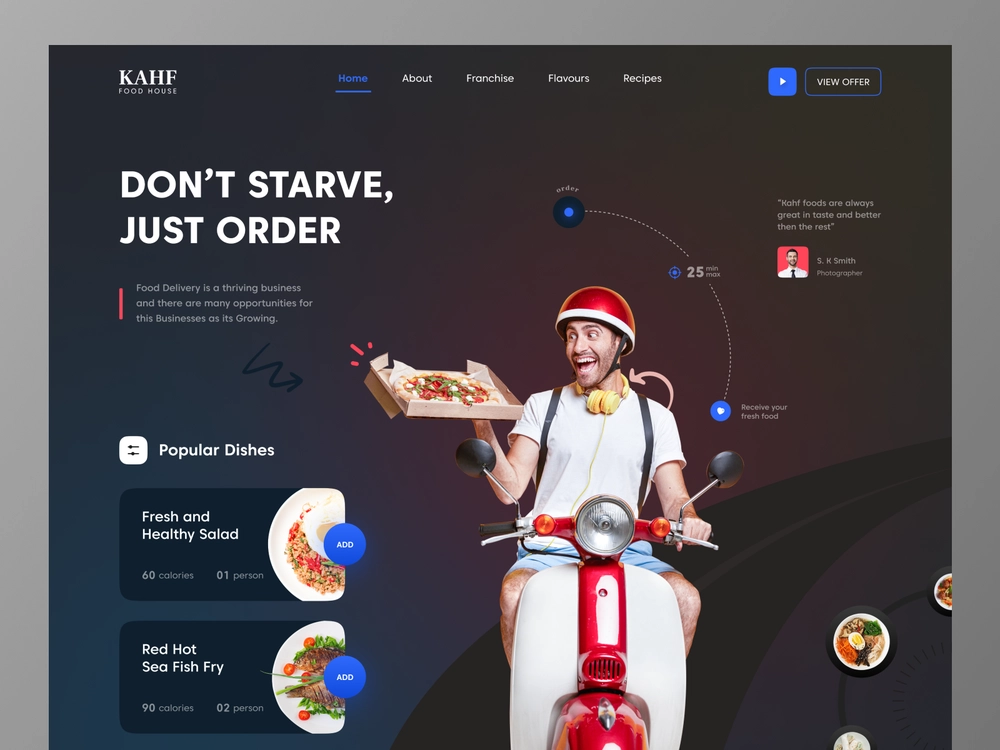 KAHF
FOOD HOUSE
Home
About
Franchise
Flavours
Recipes
VIEW OFFER
DON'T STARVE,
JUST ORDER
Food Delivery is a thriving business
and there are many opportunities for
this Businesses as its Growing.
order
25 min
max
"Kahf foods are always
great in taste and better
then the rest"
S. K Smith
Photographer
Receive your
fresh food
Popular Dishes
Fresh and
Healthy Salad
60 calories
01 person
ADD
Red Hot
Sea Fish Fry
90 calories
02 person
ADD